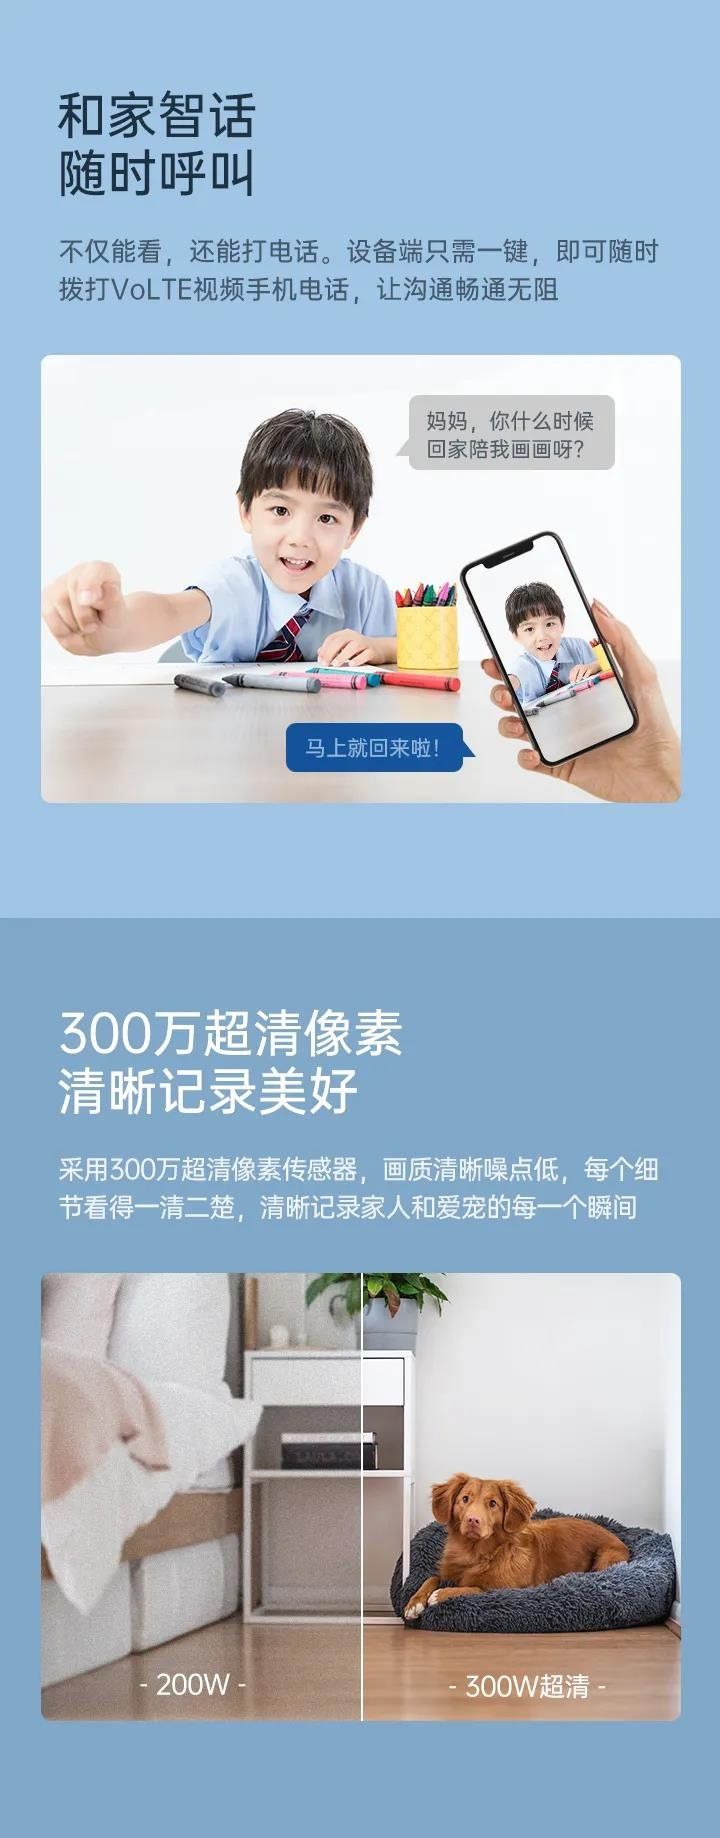 和家智话
随时呼叫
不仅能看，还能打电话。设备端只需一键，即可随时
拨打VoLTE视频手机电话，让沟通畅通无阻
妈妈，你什么时候
回家陪我画画呀？
马上就回来啦！
300万超清像素
清晰记录美好
采用300万超清像素传感器，画质清晰噪点低，每个细
节看得一清二楚，清晰记录家人和爱宠的每一个瞬间
- 200W -
- 300W超清 -